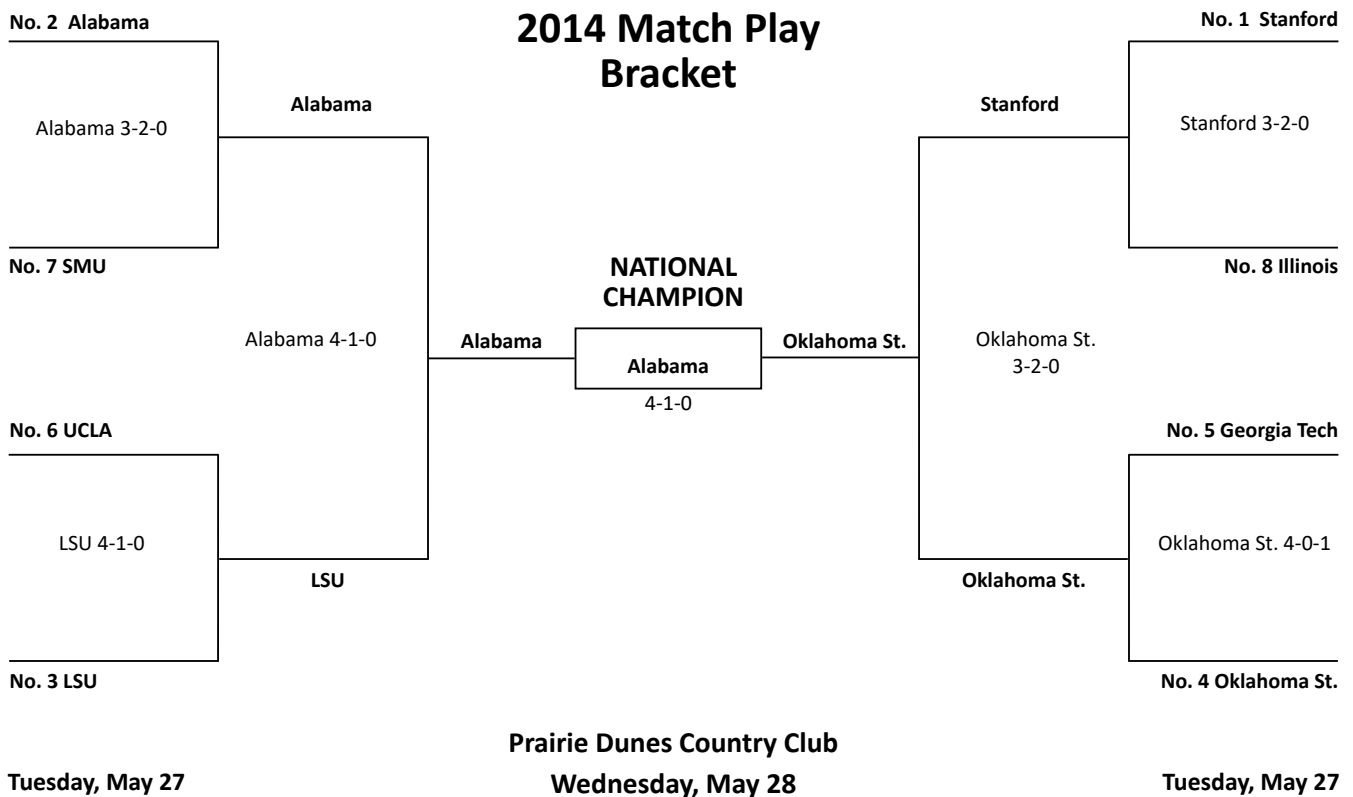 2014 Match Play
Bracket
No. 2  Alabama
Alabama 3-2-0
No. 7 SMU
Alabama
Alabama 4-1-0
No. 6 UCLA
LSU 4-1-0
No. 3 LSU
LSU
Alabama
NATIONAL
CHAMPION
Alabama
4-1-0
Oklahoma St.
No. 1  Stanford
Stanford 3-2-0
No. 8 Illinois
Stanford
Oklahoma St.
3-2-0
No. 5 Georgia Tech
Oklahoma St. 4-0-1
No. 4 Oklahoma St.
Oklahoma St.
Prairie Dunes Country Club
Tuesday, May 27
Wednesday, May 28
Tuesday, May 27